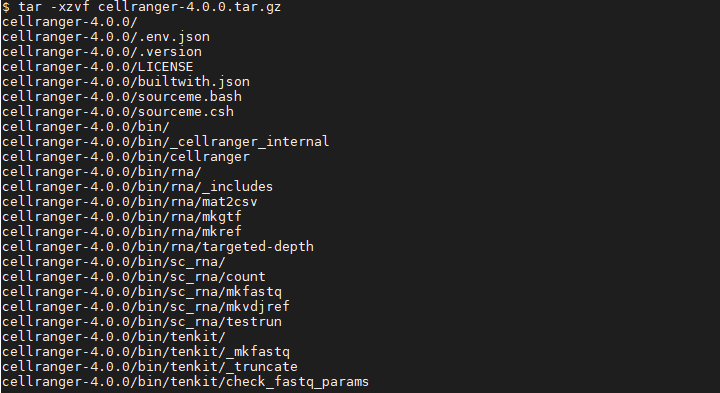 $ tar -xzvf cellranger-4.0.0.tar.gz
cellranger-4.0.0/
cellranger-4.0.0/.env.json
cellranger-4.0.0/.version
cellranger-4.0.0/LICENSE
cellranger-4.0.0/builtwith.json
cellranger-4.0.0/sourceme.bash
cellranger-4.0.0/sourceme.csh
cellranger-4.0.0/bin/
cellranger-4.0.0/bin/_cellranger_internal
cellranger-4.0.0/bin/cellranger
cellranger-4.0.0/bin/rna/
cellranger-4.0.0/bin/rna/_includes
cellranger-4.0.0/bin/rna/mat2csv
cellranger-4.0.0/bin/rna/mkgtf
cellranger-4.0.0/bin/rna/mkref
cellranger-4.0.0/bin/rna/targeted-depth
cellranger-4.0.0/bin/sc_rna/
cellranger-4.0.0/bin/sc_rna/count
cellranger-4.0.0/bin/sc_rna/mkfastq
cellranger-4.0.0/bin/sc_rna/mkvdjref
cellranger-4.0.0/bin/sc_rna/testrun
cellranger-4.0.0/bin/tenkit/
cellranger-4.0.0/bin/tenkit/_mkfastq
cellranger-4.0.0/bin/tenkit/_truncate
cellranger-4.0.0/bin/tenkit/check_fastq_params